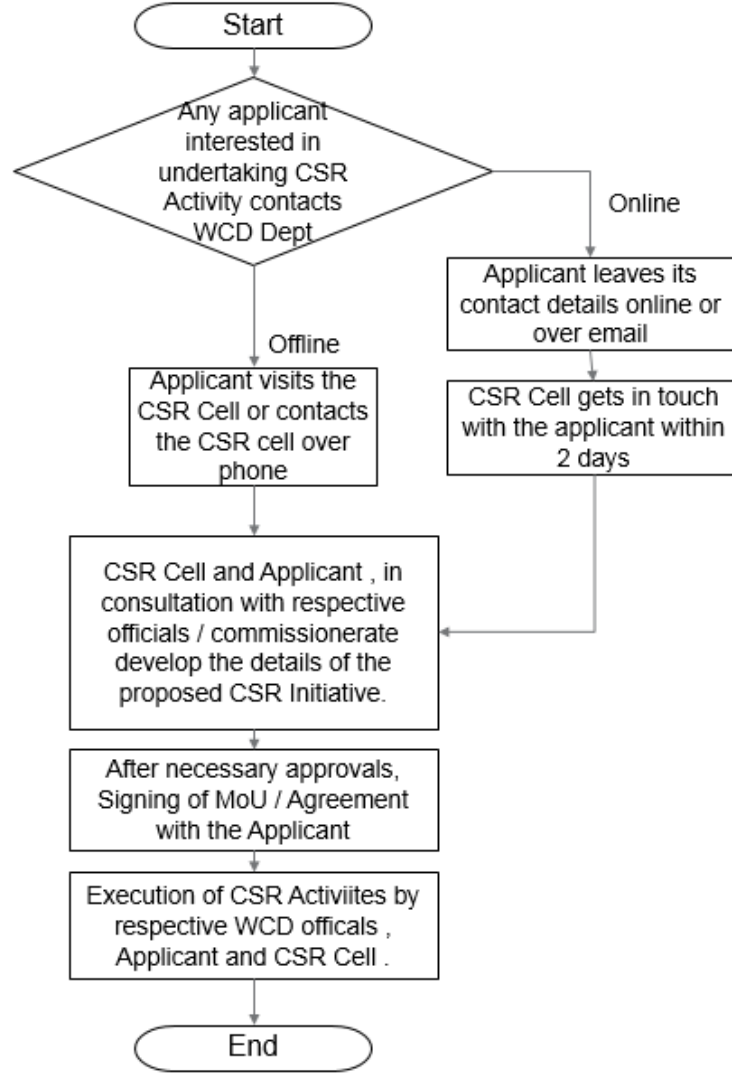 Start
Any applicant
interested in
undertaking CSR
Activity contacts
WCD Dept
Online
Applicant leaves its
contact details online or
over email
Offline
Applicant visits the
CSR Cell or contacts
the CSR cell over
phone
CSR Cell gets in touch
with the applicant within
2 days
CSR Cell and Applicant , in
consultation with respective
officials / commissionerate
develop the details of the
proposed CSR Initiative.
After necessary approvals,
Signing of MoU / Agreement
with the Applicant
Execution of CSR Activiites by
respective WCD officals ,
Applicant and CSR Cell .
End